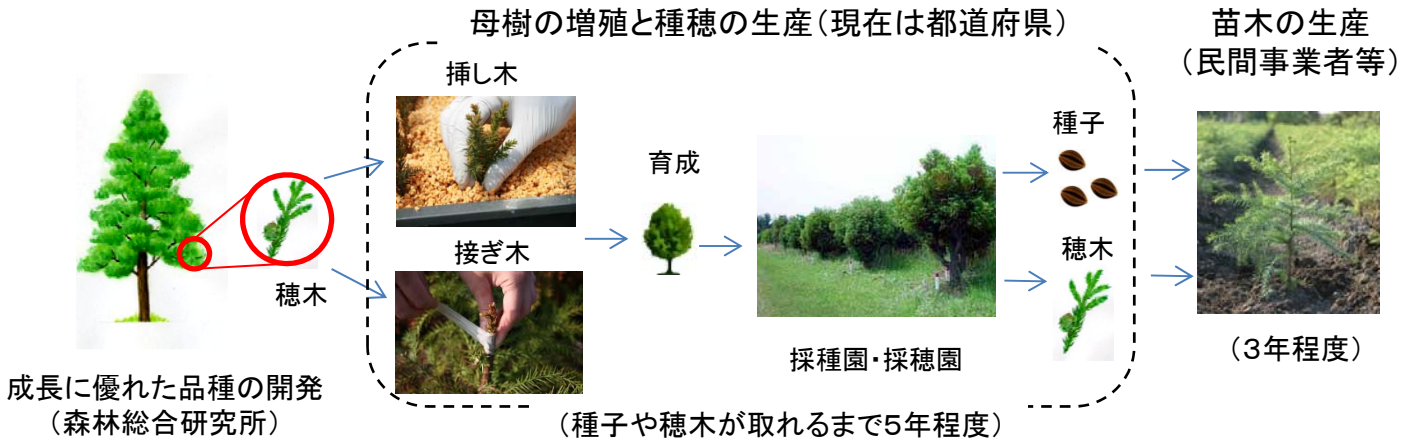 母樹の増殖と種穂の生産(現在は都道府県)
苗木の生産
(民間事業者等)
挿し木
接ぎ木
穂木
育成
採種園・採穂園
種子
穂木
(3年程度)
成長に優れた品種の開発
(森林総合研究所)
(種子や穂木が取れるまで5年程度)